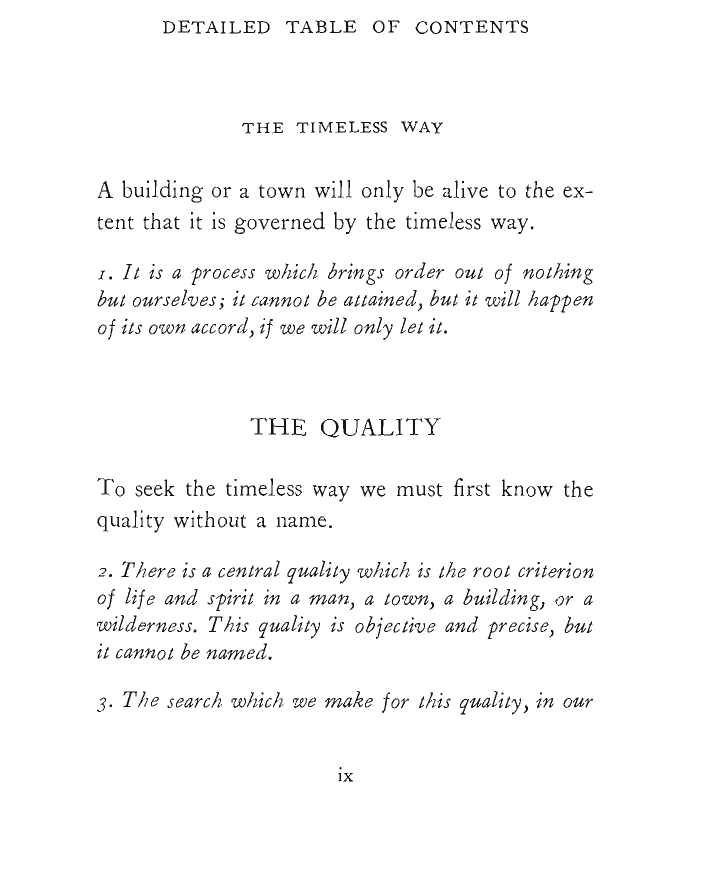 DETAILED TABLE OF CONTENTS
THE TIMELESS WAY
A building or a town will only be alive to the ex-
tent that it is governed by the timeless way.
1. It is a process which brings order out of nothing
but ourselves; it cannot be attained, but it will happen
of its own accord, if we will only let it.
THE QUALITY
To seek the timeless way we must first know the
quality without a name.
2. There is a central quality which is the root criterion
of life and spirit in a man, a town, a building, or a
wilderness. This quality is objective and precise, but
it cannot be named.
3. The search which we make for this quality, in our
ix